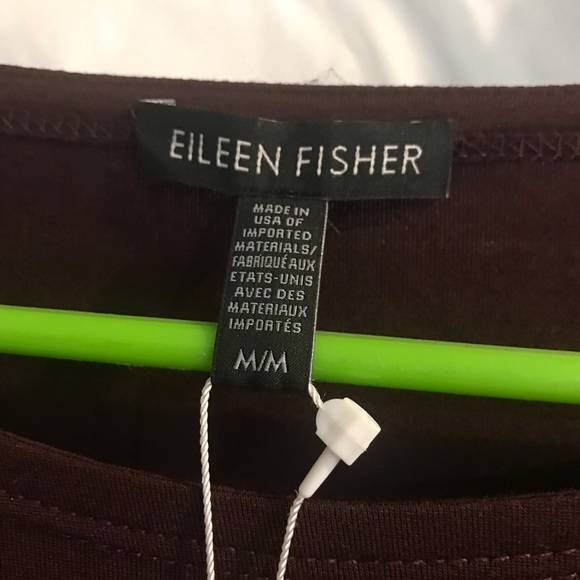 EILEEN FISHER
MADE IN
USA OF
IMPORTED
MATERIALS/
FABRIQUÉ AUX
ETATS-UNIS
AVEC DES
MATERIAUX
IMPORTÉS
M/M